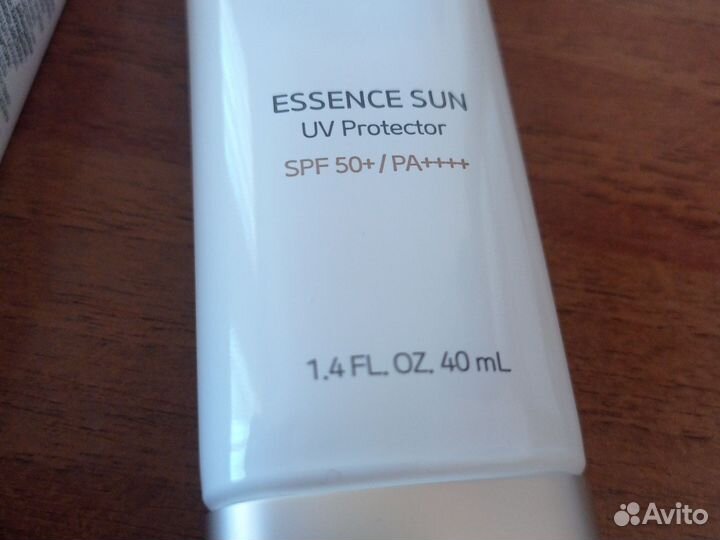 ESSENCE SUN
UV Protector
SPF 50+/PA++++
1.4 FL. OZ. 40 mL
Avito